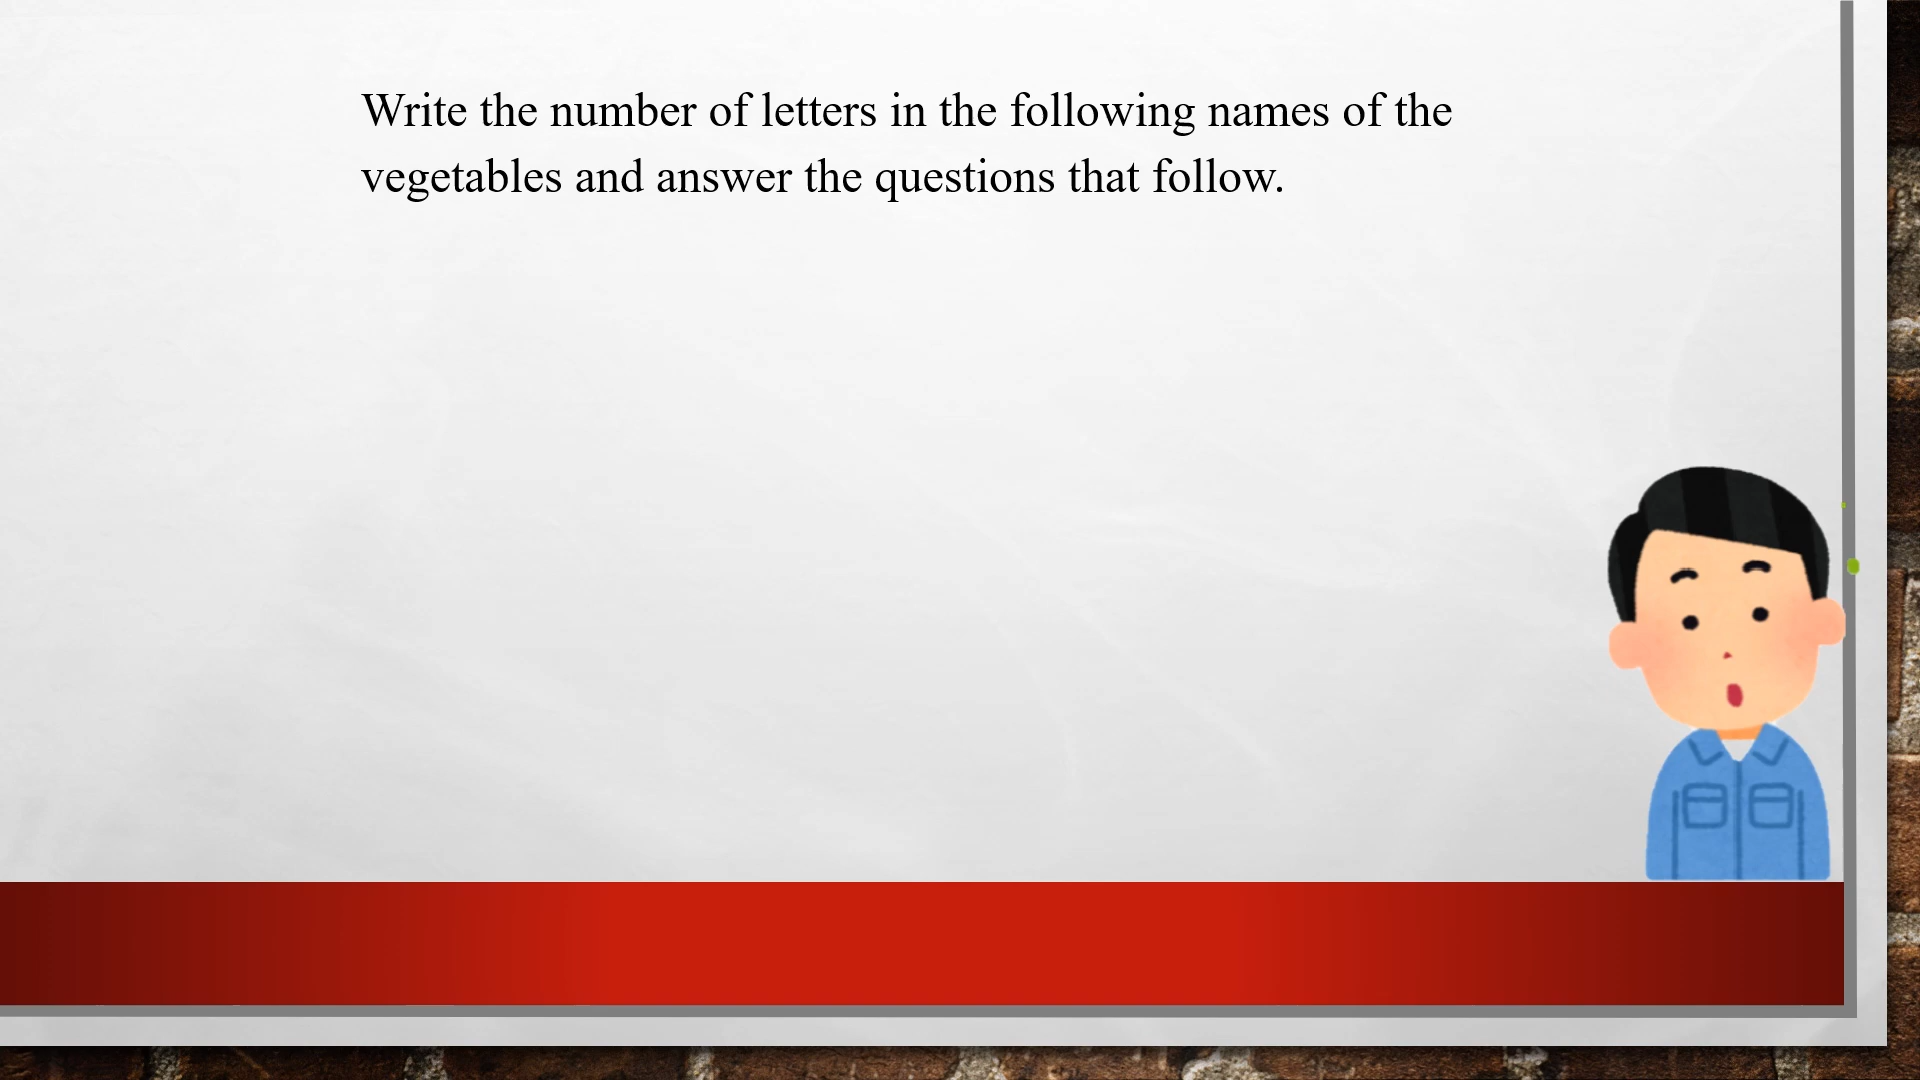 Write the number of letters in the following names of the
vegetables and answer the questions that follow.